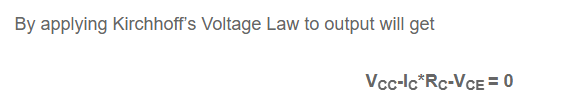 By applying Kirchhoff's Voltage Law to output will get
Vcc-Ic*Rc-VCE = 0